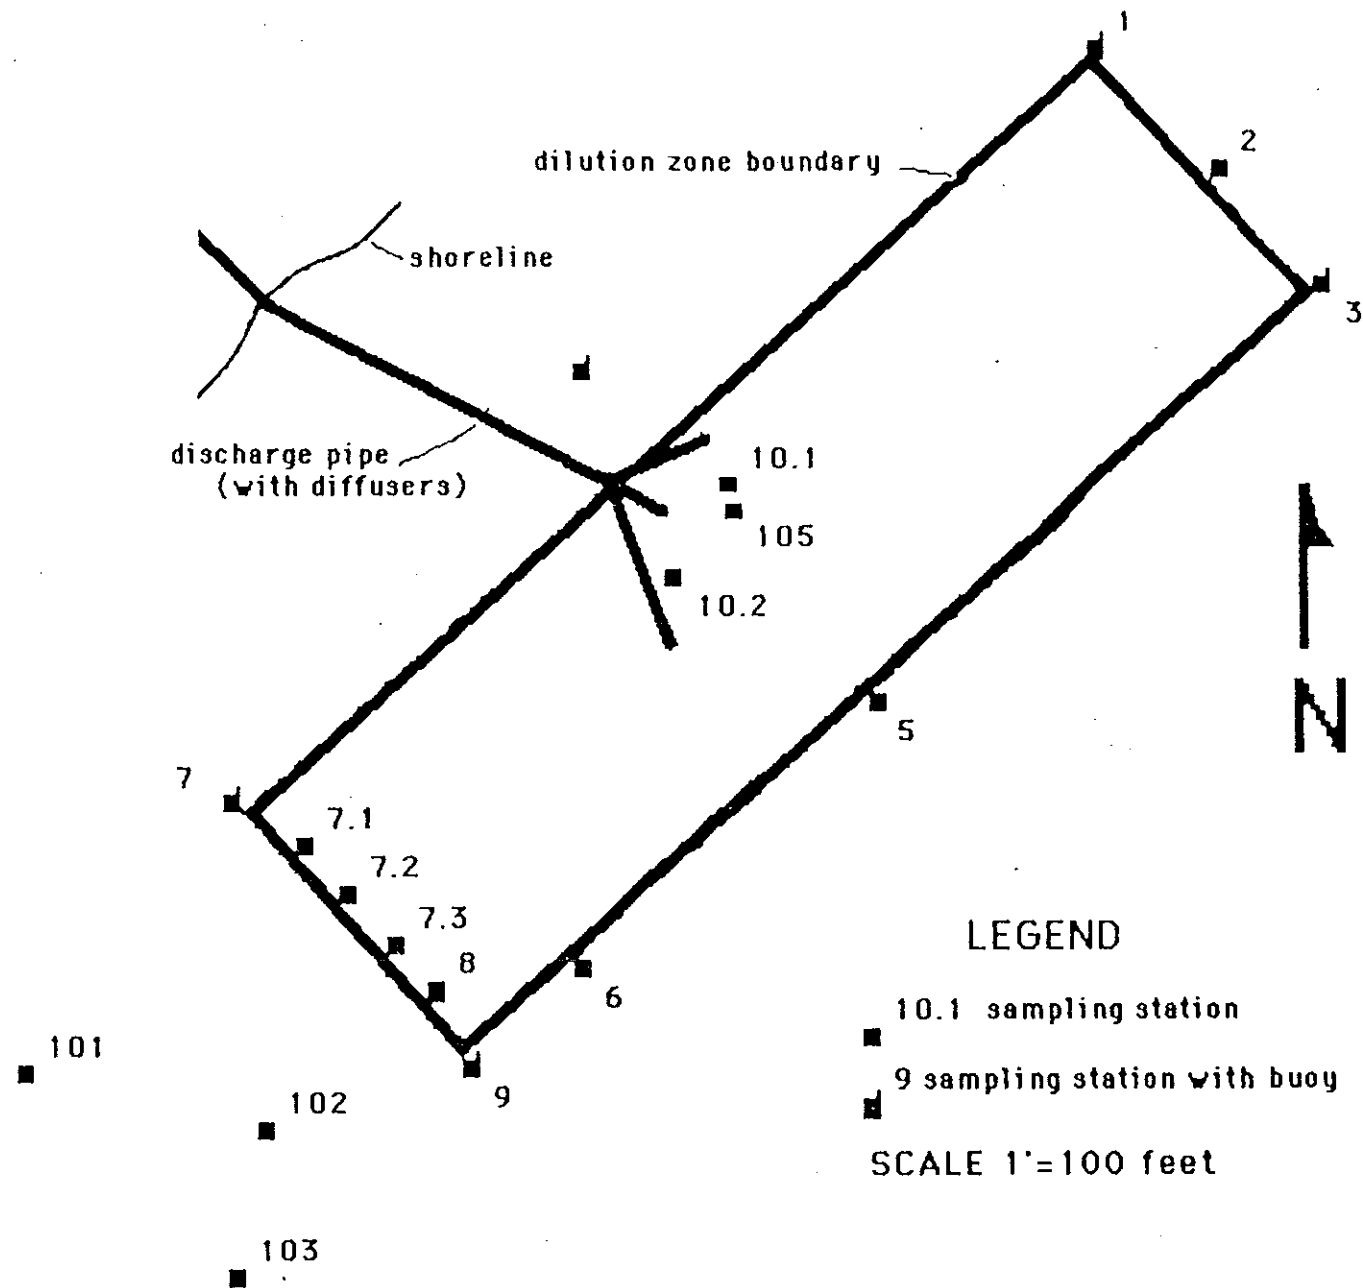 1
2
dilution zone boundary
shoreline
3
discharge pipe
(with diffusers)
10.1
105
10.2
5
N
7
7.1
7.2
7.3
8
6
9
101
102
103
LEGEND
10.1 sampling station
9 sampling station with buoy
SCALE 1'=100 feet